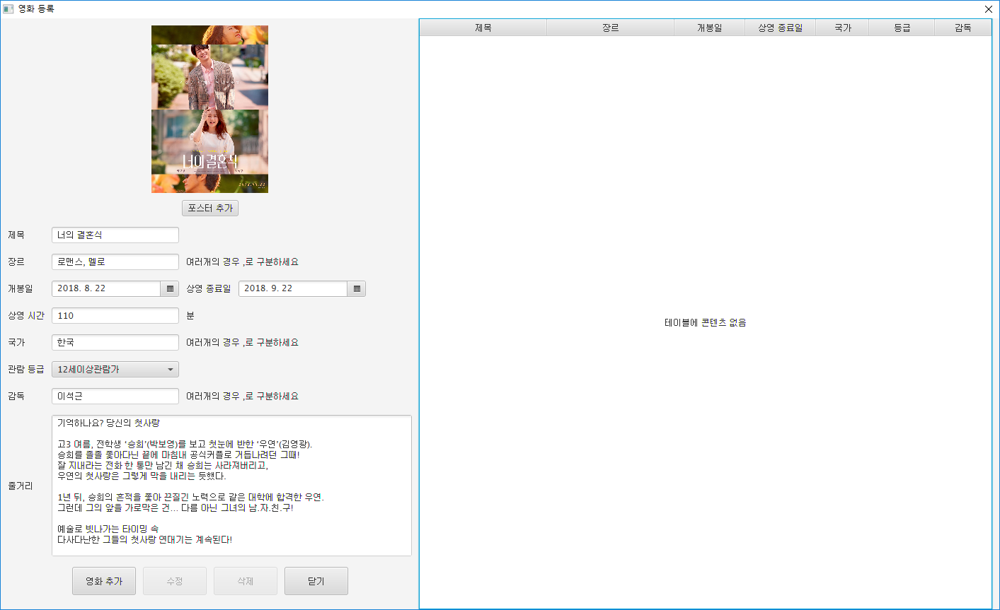 영화 등록
너의 결혼식
포스터 추가
제목 너의 결혼식
장르 로맨스, 멜로 여러개의 경우 ,로 구분하세요
개봉일 2018. 8. 22 상영 종료일 2018. 9. 22
상영 시간 110 분
국가 한국 여러개의 경우 ,로 구분하세요
관람 등급 12세이상관람가
감독 이석근 여러개의 경우 ,로 구분하세요
줄거리
기억하나요? 당신의 첫사랑
고3 여름, 전학생 ‘승희’(박보영)를 보고 첫눈에 반한 ‘우연’(김영광).
승희를 졸졸 쫓아다닌 끝에 마침내 공식커플로 거듭나려던 그때!
잘 지내라는 전화 한 통만 남긴 채 승희는 사라져버리고,
우연의 첫사랑은 그렇게 막을 내리는 듯했다.
1년 뒤, 승희의 흔적을 쫓아 끈질긴 노력으로 같은 대학에 합격한 우연.
그런데 그의 앞을 가로막은 건... 다름 아닌 그녀의 남.자.친.구!
예술로 빗나가는 타이밍 속
다사다난한 그들의 첫사랑 연대기는 계속된다!
영화 추가 수정 삭제 닫기
제목 장르 개봉일 상영 종료일 국가 등급 감독
테이블에 콘텐츠 없음